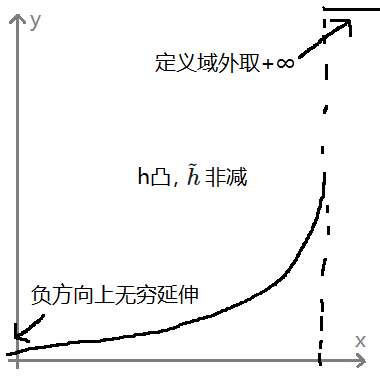 y
定义域外取+∞
h凸, h̃ 非减
负方向上无穷延伸
x